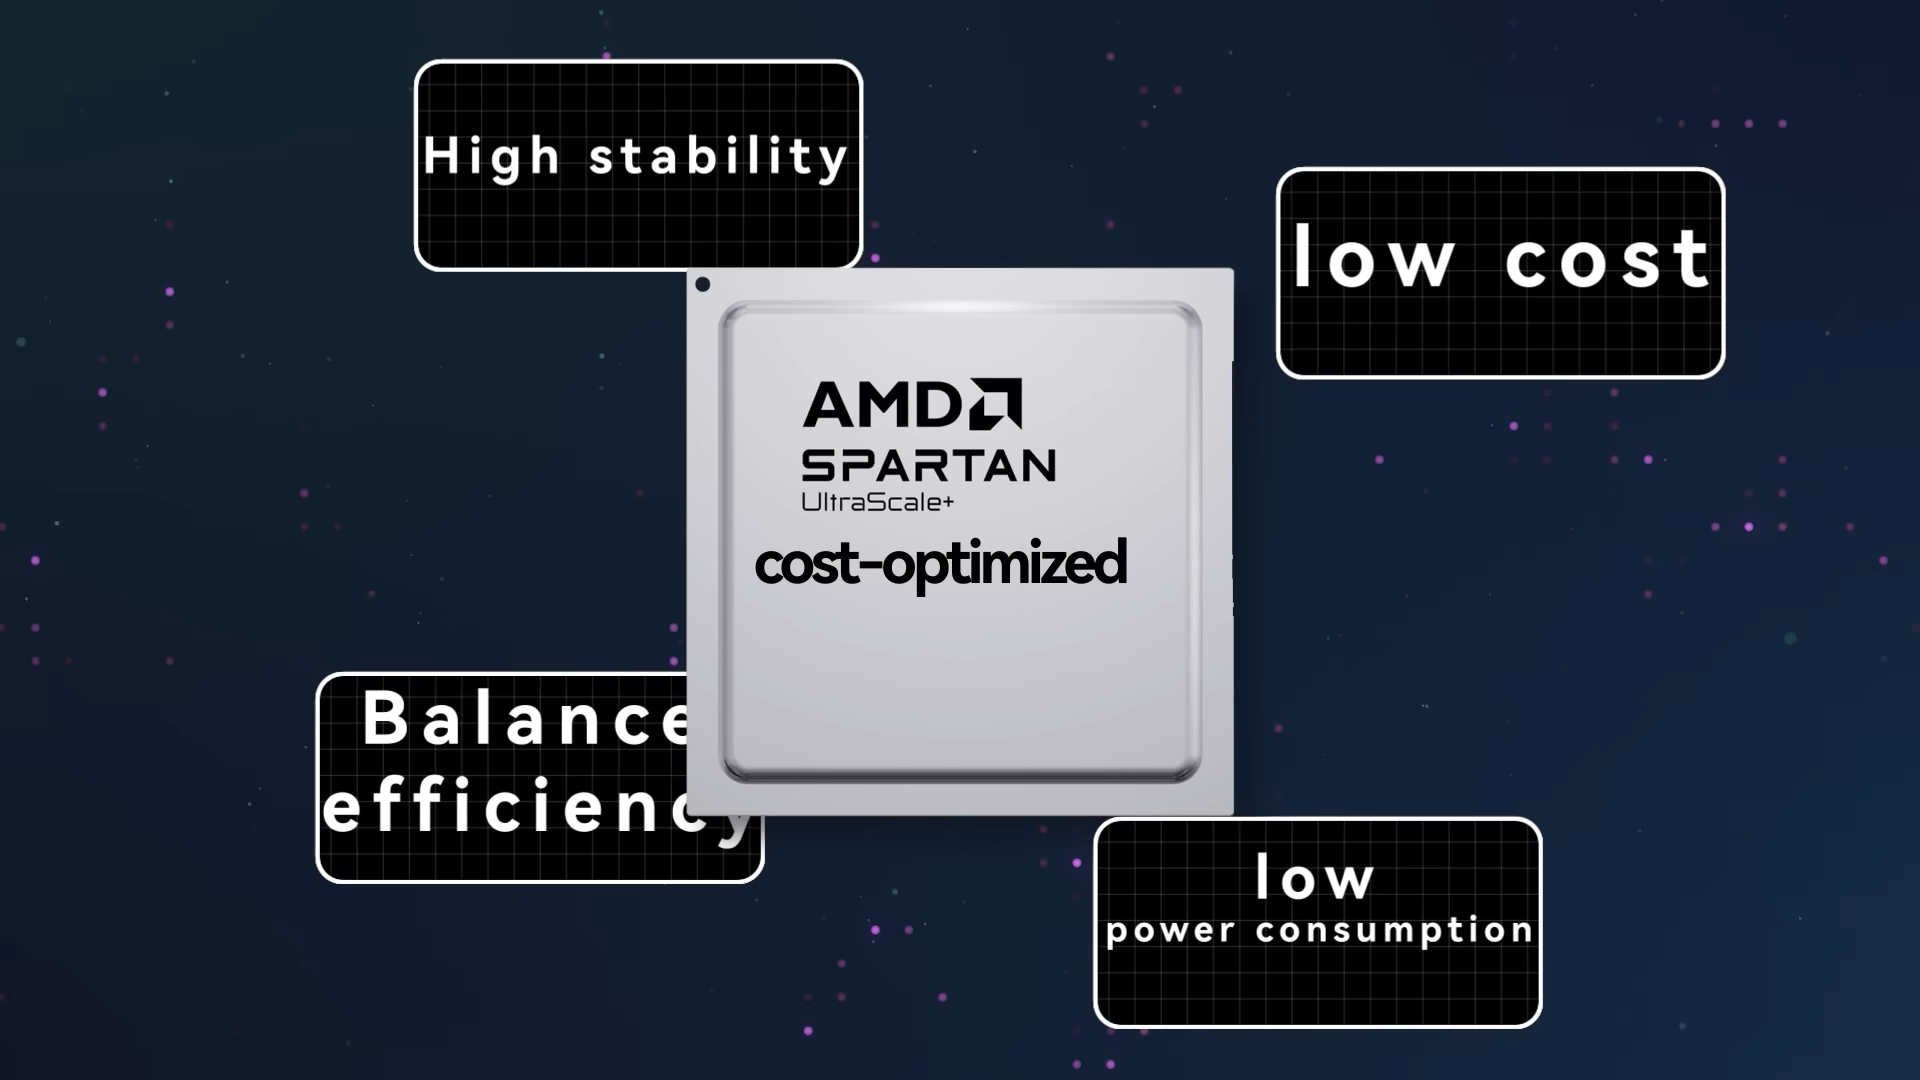 High stability
low cost
AMD
SPARTAN
UltraScale+
cost-optimized
Balance
efficiency
low
power consumption